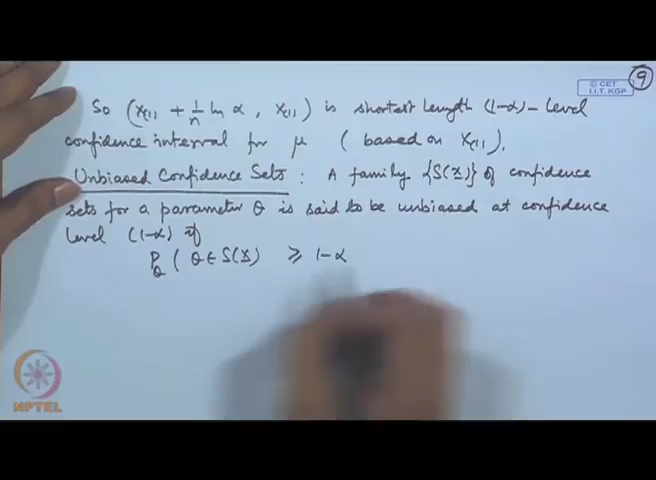 © CET
I.I.T. KGP
9
So (X₍₁₎ + 1/n ln α , X₍₁₎) is shortest length (1-α)-level
confidence interval for μ (based on X₍₁₎).
Unbiased Confidence Sets : A family {S(x)} of confidence
sets for a parameter θ is said to be unbiased at confidence
level (1-α) if
P_θ ( θ ∈ S(x) ≥ 1-α
NPTEL